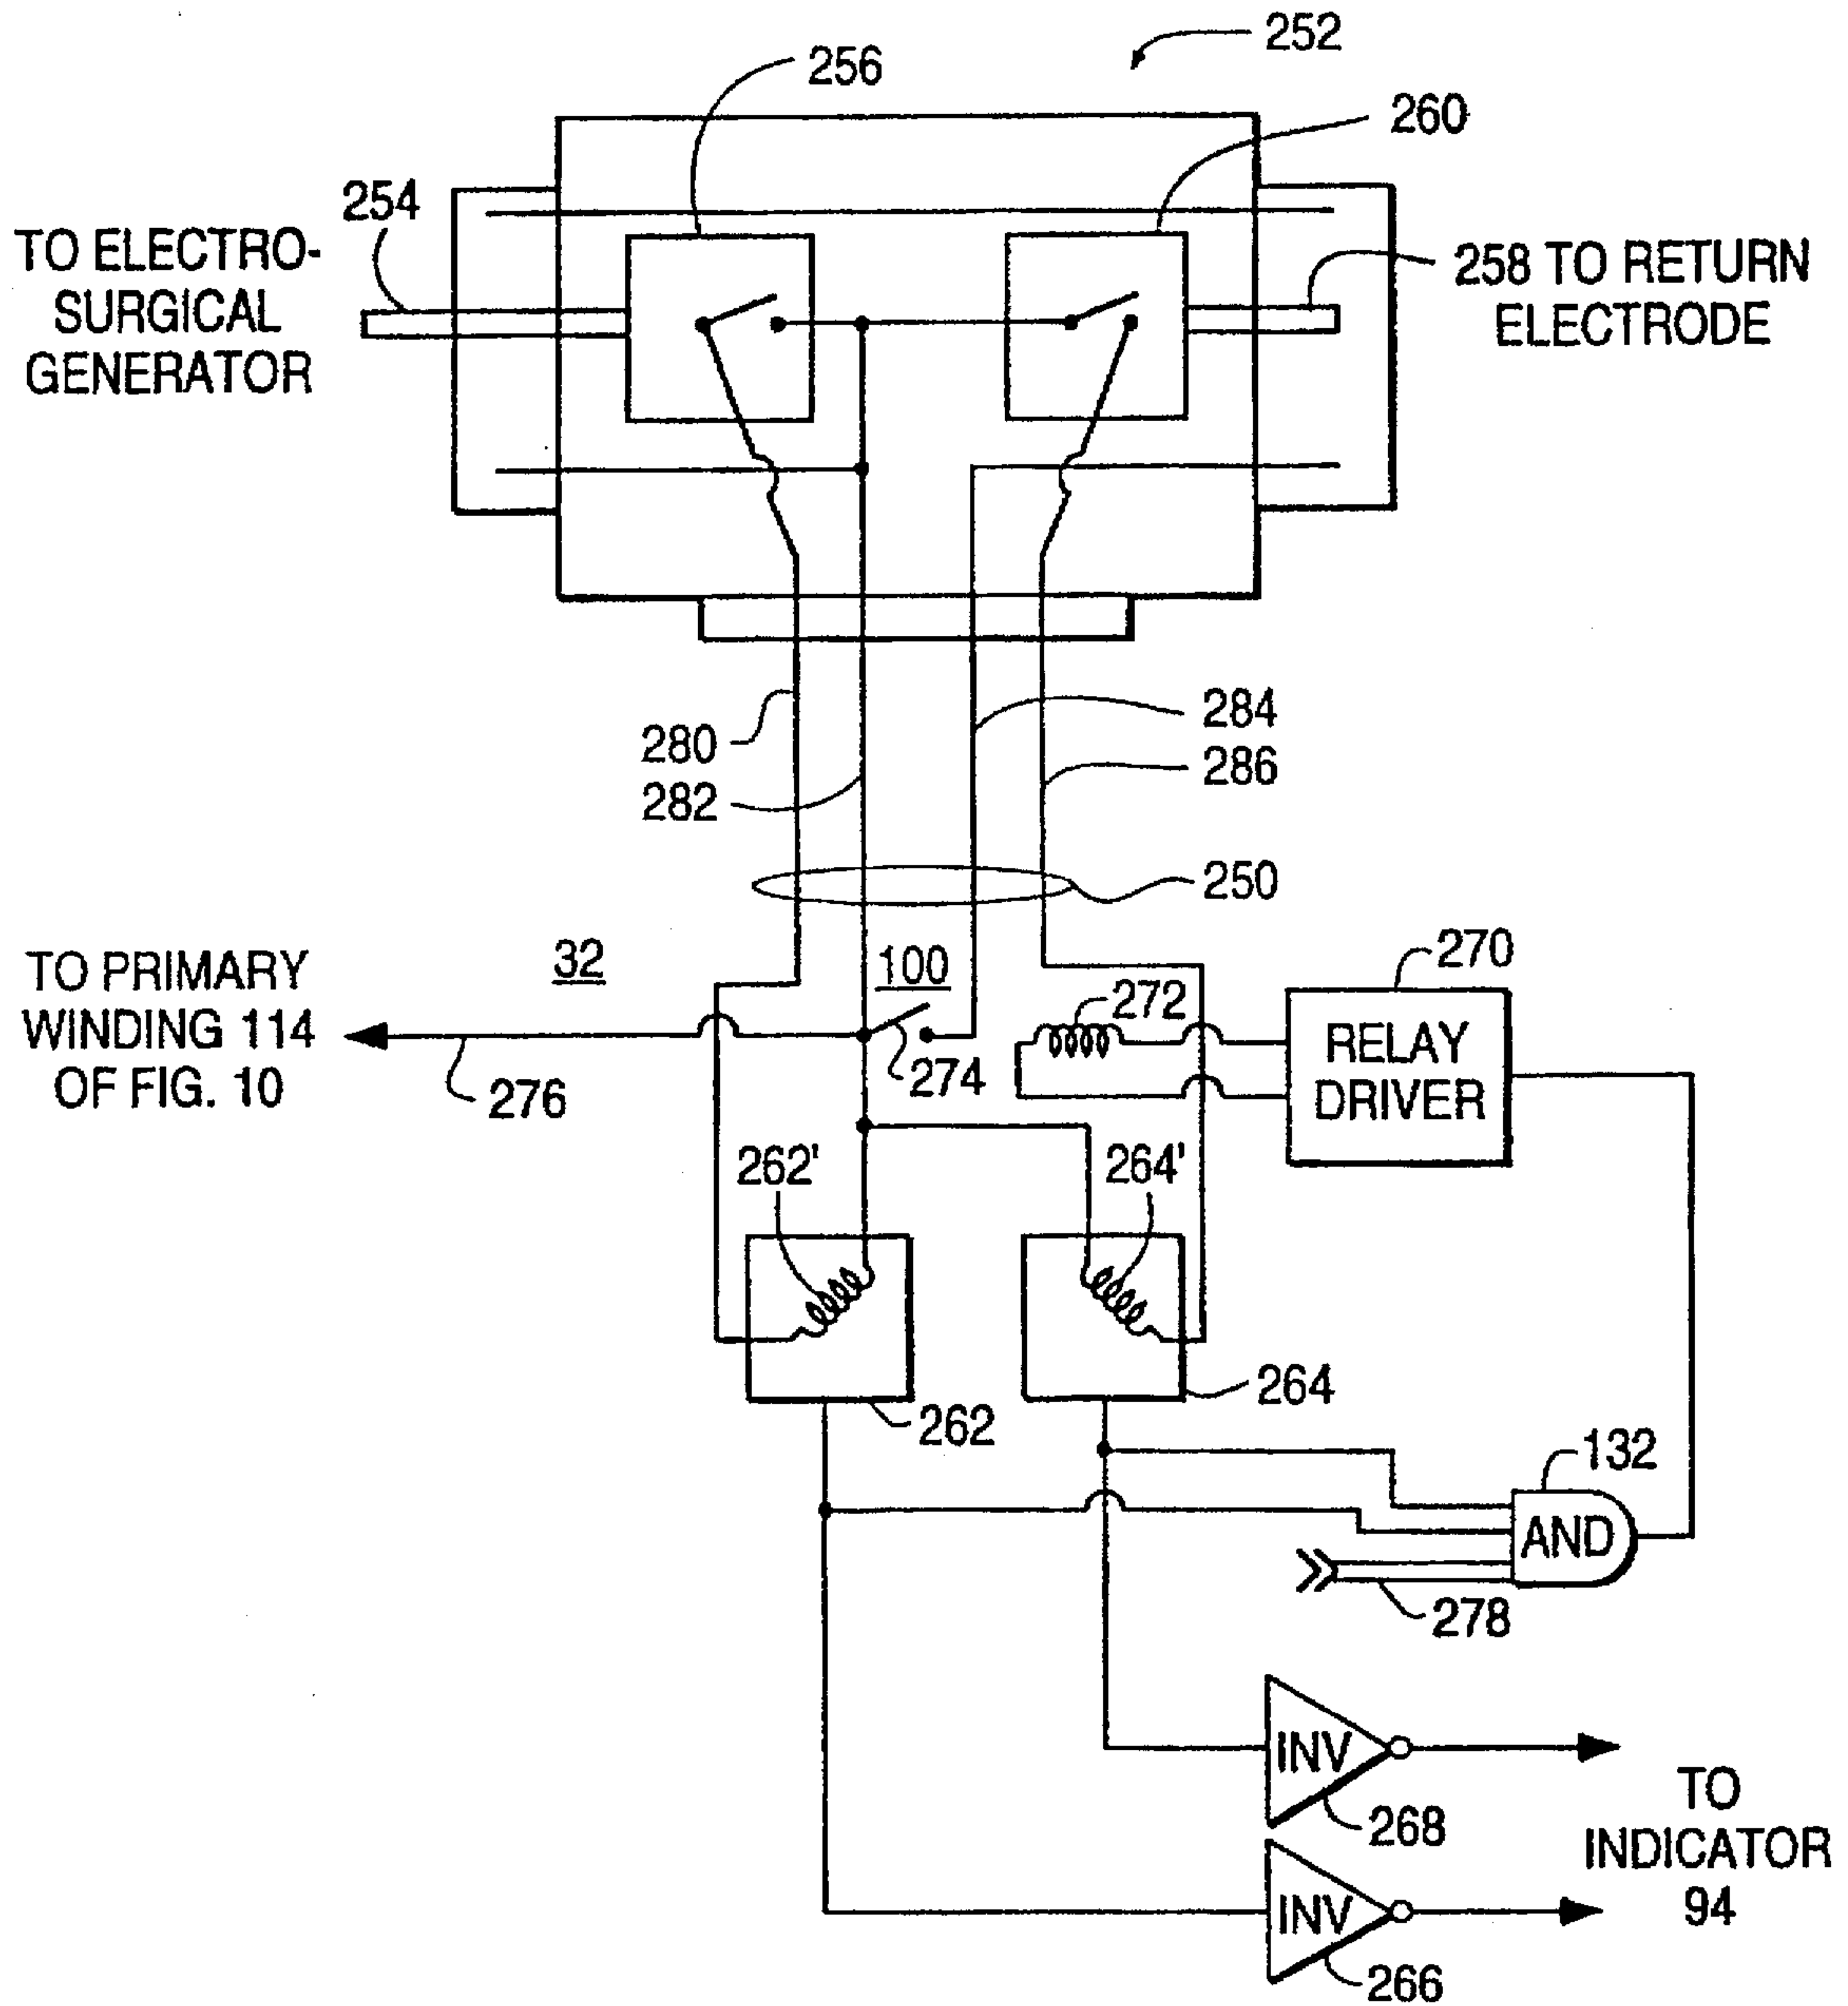 252
256
260
254
TO ELECTRO-
SURGICAL
GENERATOR
258 TO RETURN
ELECTRODE
280
282
284
286
250
TO PRIMARY
WINDING 114
OF FIG. 10
32
100
276
274
272
270
RELAY
DRIVER
262'
264'
262
264
132
AND
278
INV
268
INV
266
TO
INDICATOR
94